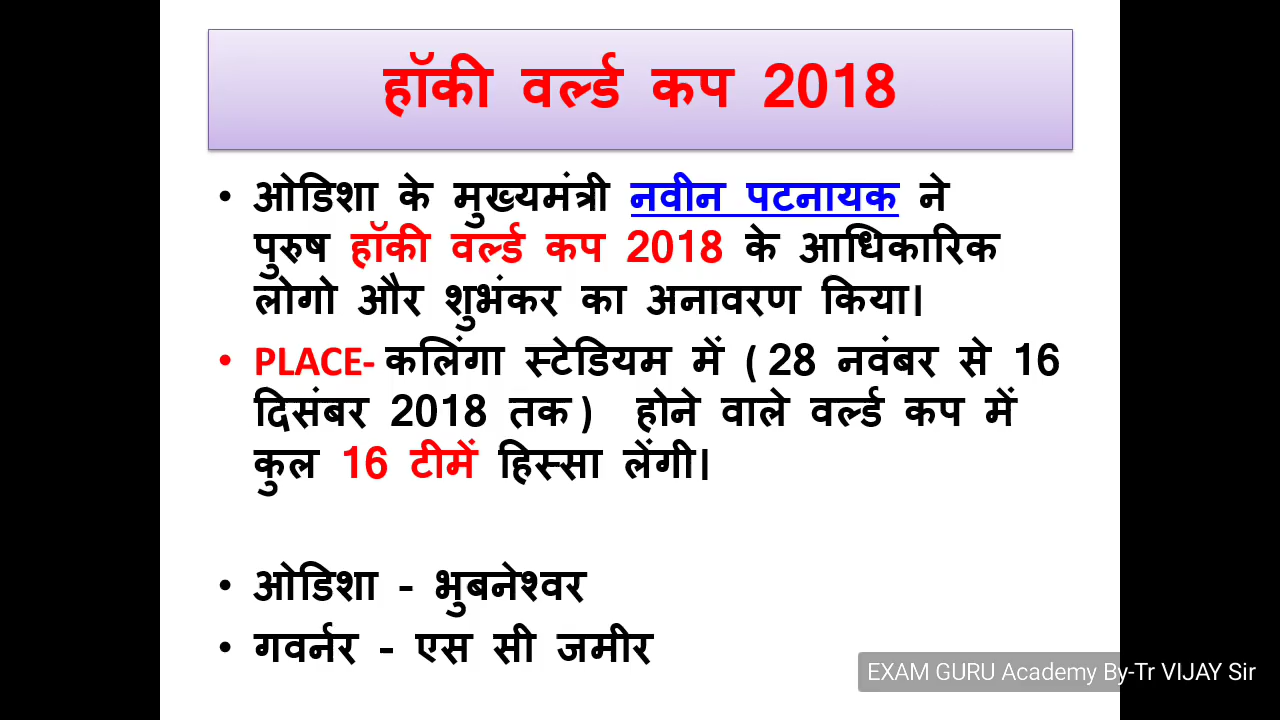 हॉकी वर्ल्ड कप 2018
• ओडिशा के मुख्यमंत्री नवीन पटनायक ने
पुरुष हॉकी वर्ल्ड कप 2018 के आधिकारिक
लोगो और शुभंकर का अनावरण किया।
• PLACE- कलिंगा स्टेडियम में ( 28 नवंबर से 16
दिसंबर 2018 तक ) होने वाले वर्ल्ड कप में
कुल 16 टीमें हिस्सा लेंगी।
• ओडिशा - भुबनेश्वर
• गवर्नर - एस सी जमीर
EXAM GURU Academy By-Tr VIJAY Sir